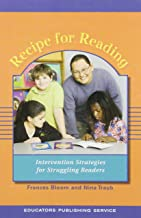 Recipe for Reading
Intervention Strategies
for Struggling Readers
Frances Bloom and Nina Traub
EDUCATORS PUBLISHING SERVICE